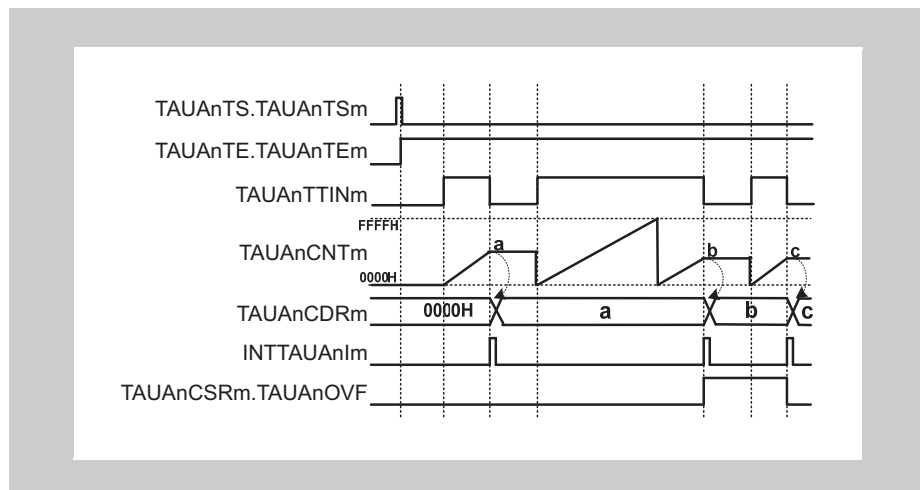 TAUAnTS.TAUAnTSm
TAUAnTE.TAUAnTEm
TAUAnTTINm
FFFFH
TAUAnCNTm
a
b
c
0000H
TAUAnCDRm
0000H
a
b
c
INTTAUAnIm
TAUAnCSRm.TAUAnOVF